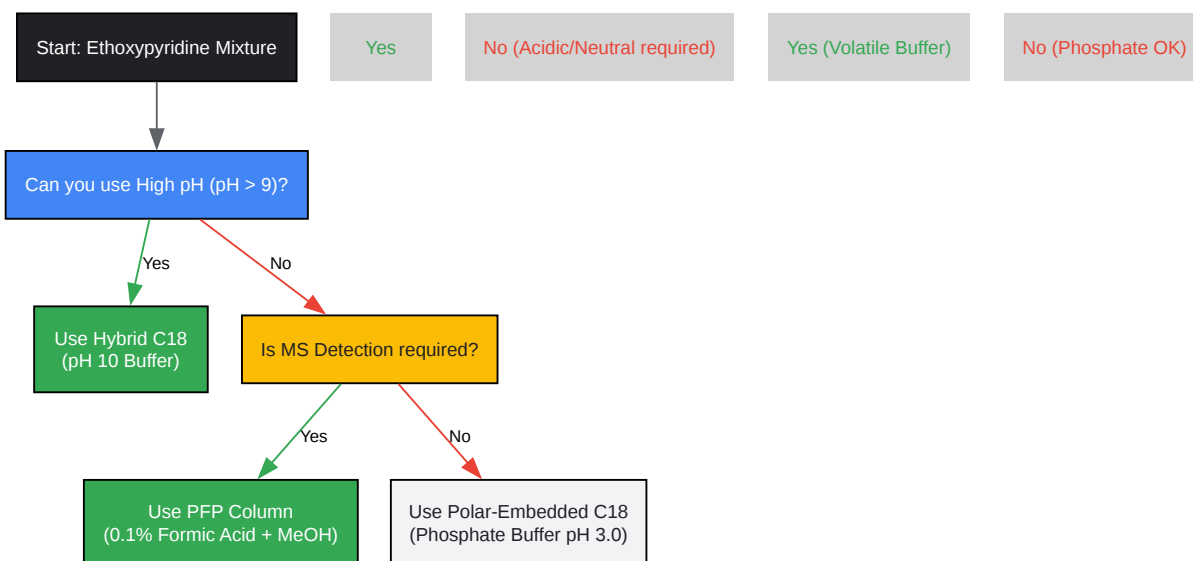 Start: Ethoxypyridine Mixture
Yes
No (Acidic/Neutral required)
Yes (Volatile Buffer)
No (Phosphate OK)
Can you use High pH (pH > 9)?
Yes
No
Use Hybrid C18
(pH 10 Buffer)
Is MS Detection required?
Yes
No
Use PFP Column
(0.1% Formic Acid + MeOH)
Use Polar-Embedded C18
(Phosphate Buffer pH 3.0)